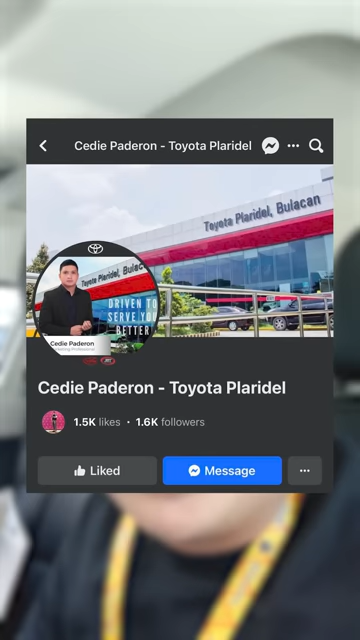 Cedie Paderon - Toyota Plaridel
Toyota Plaridel, Bulacan
Toyota Plaridel, Bulac
DRIVEN TO
SERVE YOU
BETTER
Cedie Paderon
Cedie Paderon - Toyota Plaridel
1.5K likes · 1.6K followers
Liked
Message